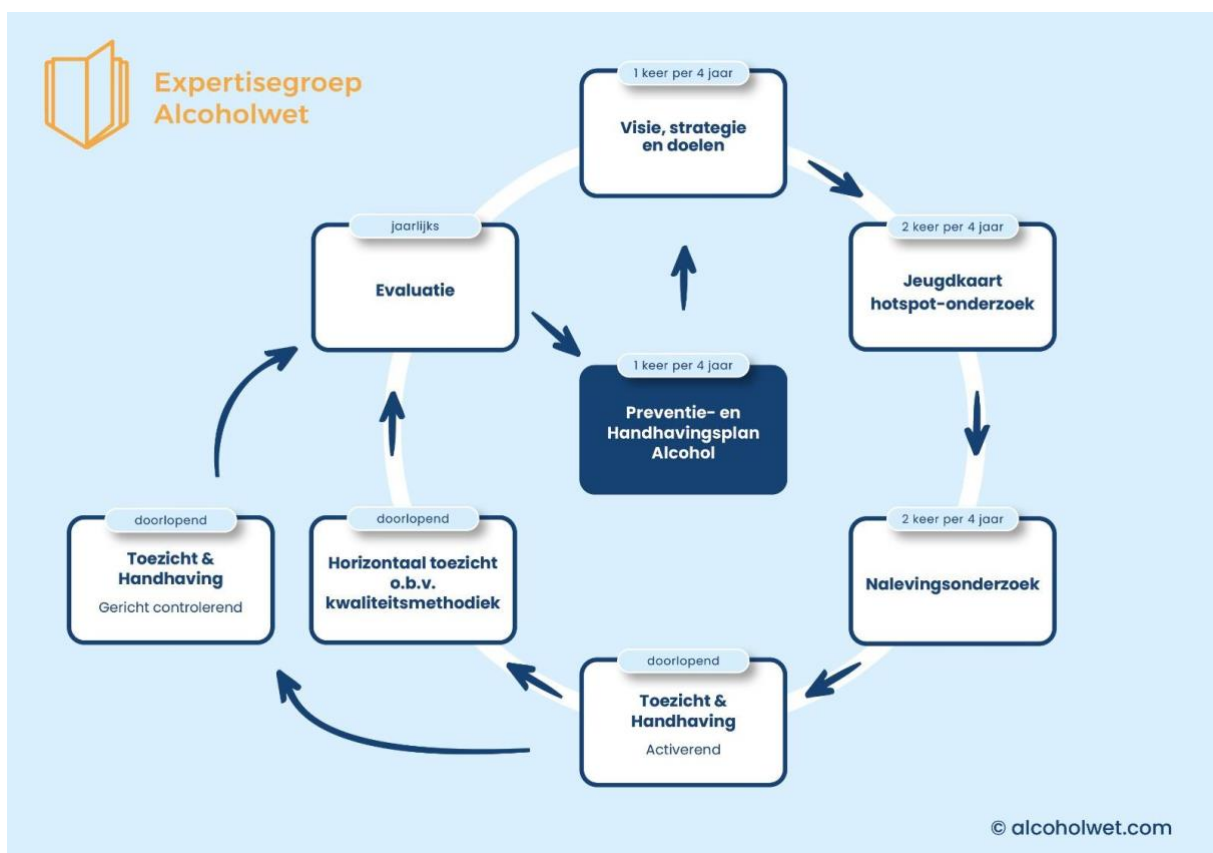 Expertisegroep
Alcoholwet
1 keer per 4 jaar
Visie, strategie
en doelen
jaarlijks
Evaluatie
2 keer per 4 jaar
Jeugdkaart
hotspot-onderzoek
1 keer per 4 jaar
Preventie- en
Handhavingsplan
Alcohol
doorlopend
Toezicht &
Handhaving
Gericht controlerend
doorlopend
Horizontaal toezicht
o.b.v.
kwaliteitsmethodiek
2 keer per 4 jaar
Nalevingsonderzoek
doorlopend
Toezicht &
Handhaving
Activerend
© alcoholwet.com